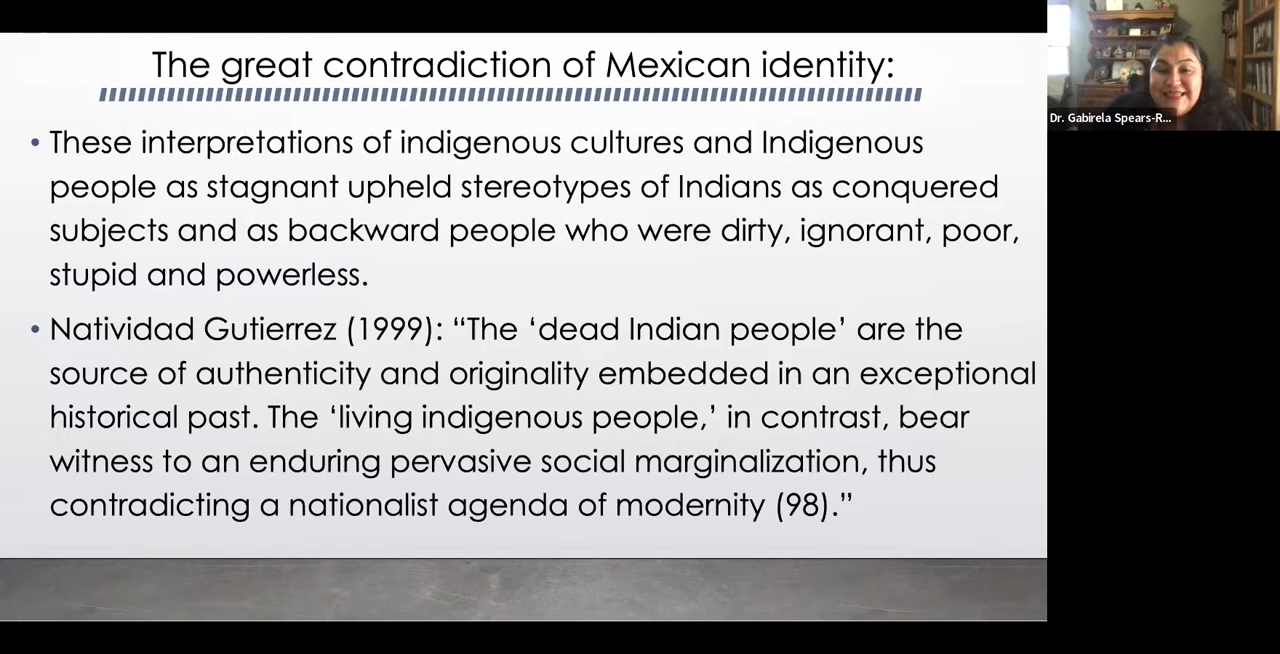 The great contradiction of Mexican identity:
• These interpretations of indigenous cultures and Indigenous
people as stagnant upheld stereotypes of Indians as conquered
subjects and as backward people who were dirty, ignorant, poor,
stupid and powerless.
• Natividad Gutierrez (1999): “The ‘dead Indian people’ are the
source of authenticity and originality embedded in an exceptional
historical past. The ‘living indigenous people,’ in contrast, bear
witness to an enduring pervasive social marginalization, thus
contradicting a nationalist agenda of modernity (98).”
Dr. Gabirela Spears-R...